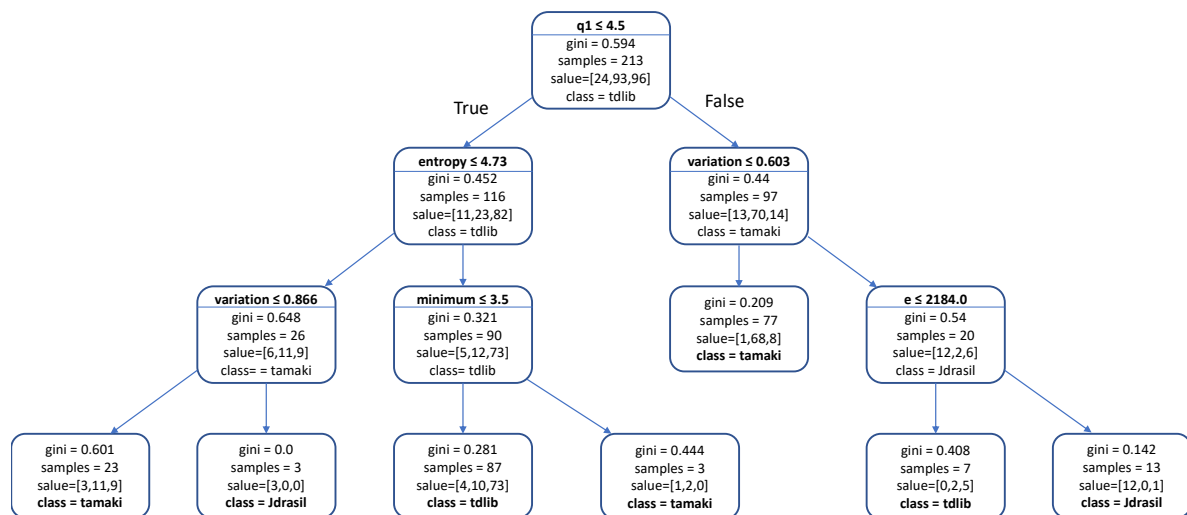 q1 ≤ 4.5
gini = 0.594
samples = 213
salue=[24,93,96]
class = tdlib
True
False
entropy ≤ 4.73
gini = 0.452
samples = 116
salue=[11,23,82]
class = tdlib
variation ≤ 0.603
gini = 0.44
samples = 97
salue=[13,70,14]
class = tamaki
variation ≤ 0.866
gini = 0.648
samples = 26
salue=[6,11,9]
class= = tamaki
minimum ≤ 3.5
gini = 0.321
samples = 90
salue=[5,12,73]
class= tdlib
gini = 0.209
samples = 77
salue=[1,68,8]
class = tamaki
e ≤ 2184.0
gini = 0.54
samples = 20
salue=[12,2,6]
class = Jdrasil
gini = 0.601
samples = 23
salue=[3,11,9]
class = tamaki
gini = 0.0
samples = 3
salue=[3,0,0]
class = Jdrasil
gini = 0.281
samples = 87
salue=[4,10,73]
class = tdlib
gini = 0.444
samples = 3
salue=[1,2,0]
class = tamaki
gini = 0.408
samples = 7
salue=[0,2,5]
class = tdlib
gini = 0.142
samples = 13
salue=[12,0,1]
class = Jdrasil